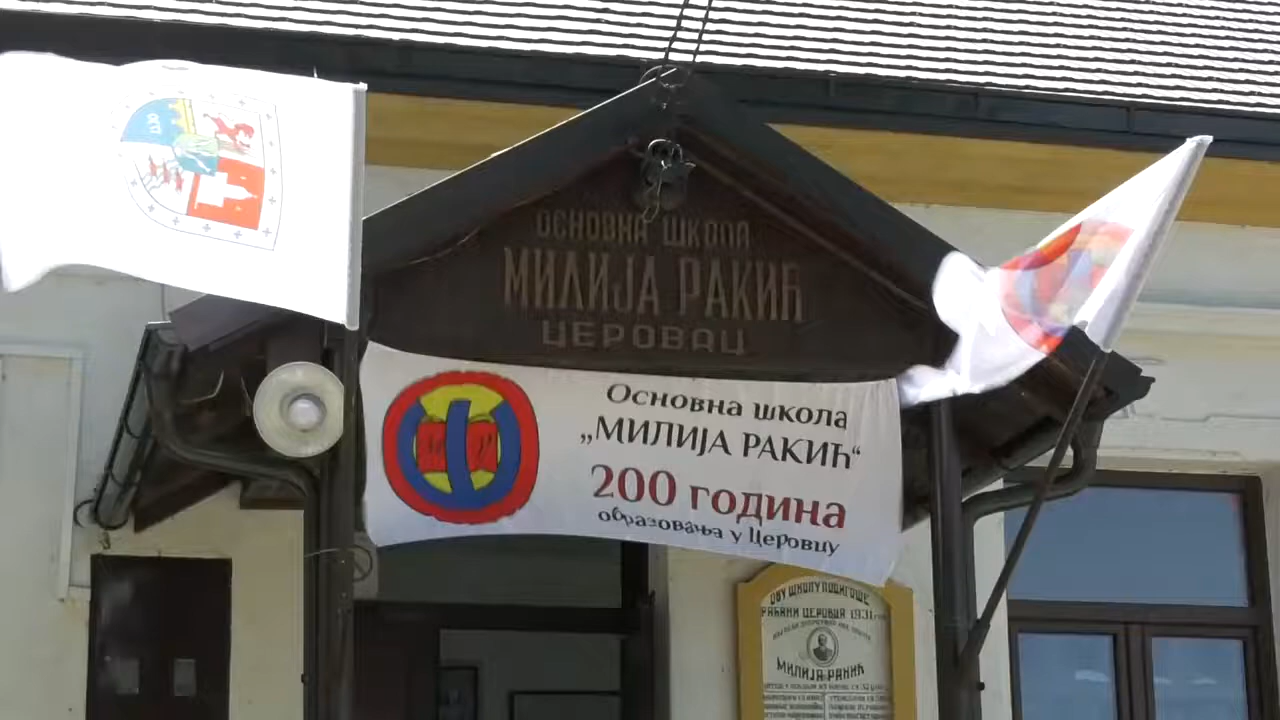 ОСНОВНА ШКОЛА
МИЛИЈА РАКИЋ
ЦЕРОВАЦ
Основна школа
„МИЛИЈА РАКИЋ“
200 година
образовања у Церовцу
ОВУ ШКОЛУ ПОДИГОШЕ
РАЂАНИ ЦЕРОВЦА 1931
МИЛИЈА РАКИЋ